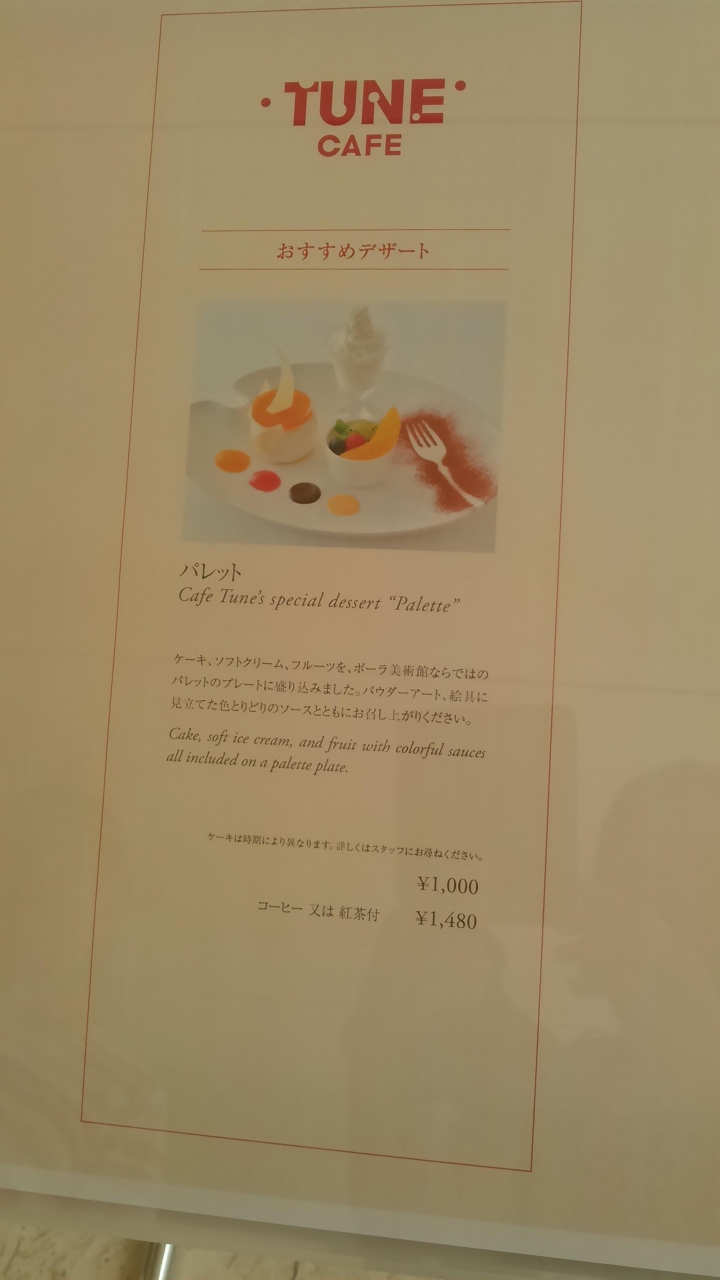 TUNE
CAFE
おすすめデザート
パレット
Cafe Tune's special dessert “Palette”
ケーキ、ソフトクリーム、フルーツを、ポーラ美術館ならではの
パレットのプレートに盛り込みました。パウダーアート、絵具に
見立てた色とりどりのソースとともにお召し上がりください。
Cake, soft ice cream, and fruit with colorful sauces
all included on a palette plate.
ケーキは時期により異なります。詳しくはスタッフにお尋ねください。
¥1,000
コーヒー 又は 紅茶付 ¥1,480